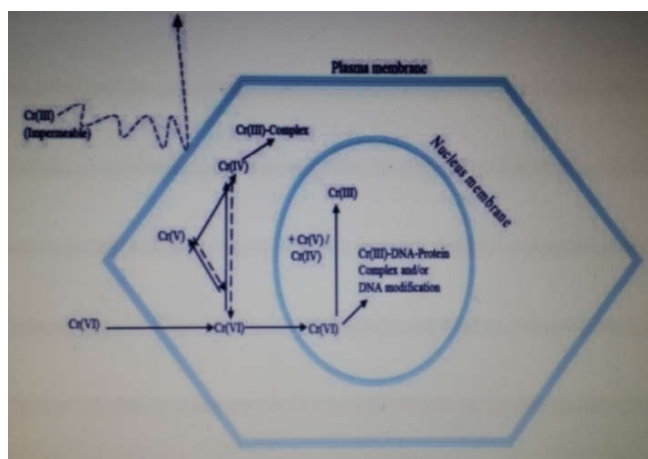 Plasma membrane
Cr(III)
(Impermeable)
Cr(III)-Complex
Cr(IV)
Nucleus membrane
Cr(III)
Cr(V)
+ Cr(V) /
Cr(IV)
Cr(III)-DNA-Protein
Complex and/or
DNA modification
Cr(VI)
Cr(VI)
Cr(VI)